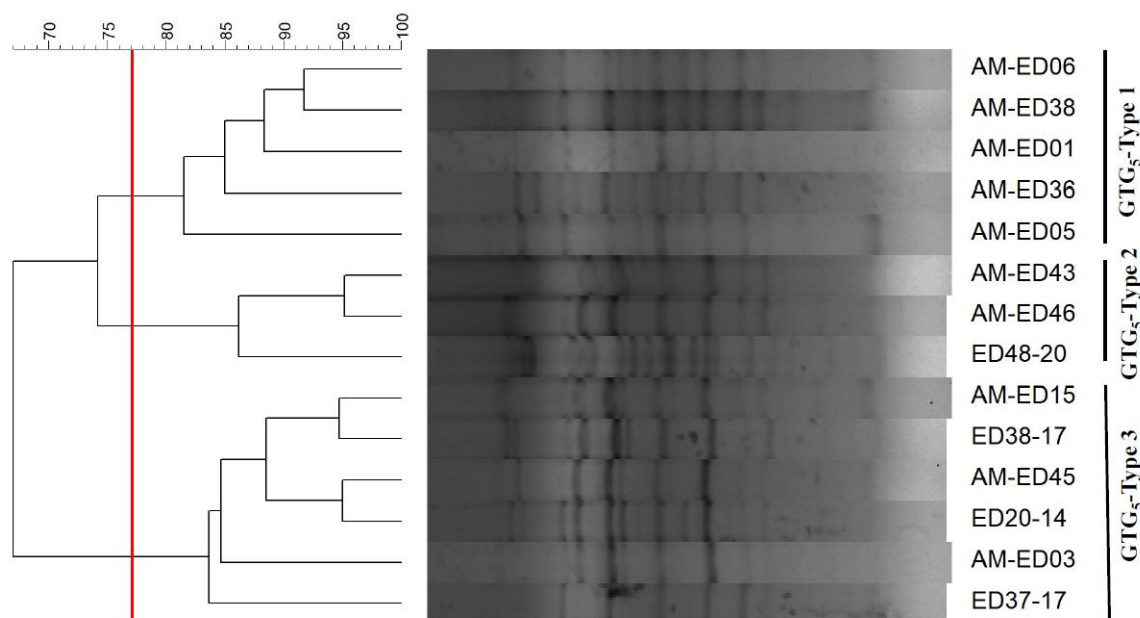 70 75 80 85 90 95 100
AM-ED06
AM-ED38
AM-ED01
AM-ED36
AM-ED05
AM-ED43
AM-ED46
ED48-20
AM-ED15
ED38-17
AM-ED45
ED20-14
AM-ED03
ED37-17
GTG₅-Type 1
GTG₅-Type 2
GTG₅-Type 3